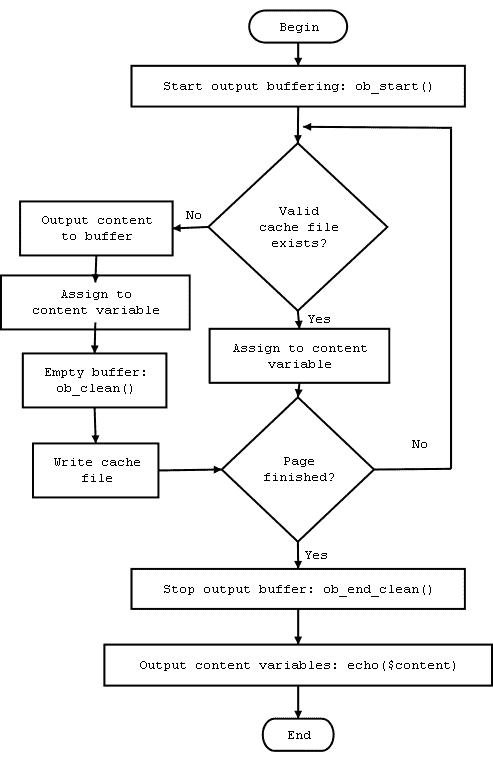 Begin
Start output buffering: ob_start()
Valid
cache file
exists?
No
Output content
to buffer
Assign to
content variable
Empty buffer:
ob_clean()
Write cache
file
Yes
Assign to content
variable
Page
finished?
No
Yes
Stop output buffer: ob_end_clean()
Output content variables: echo($content)
End